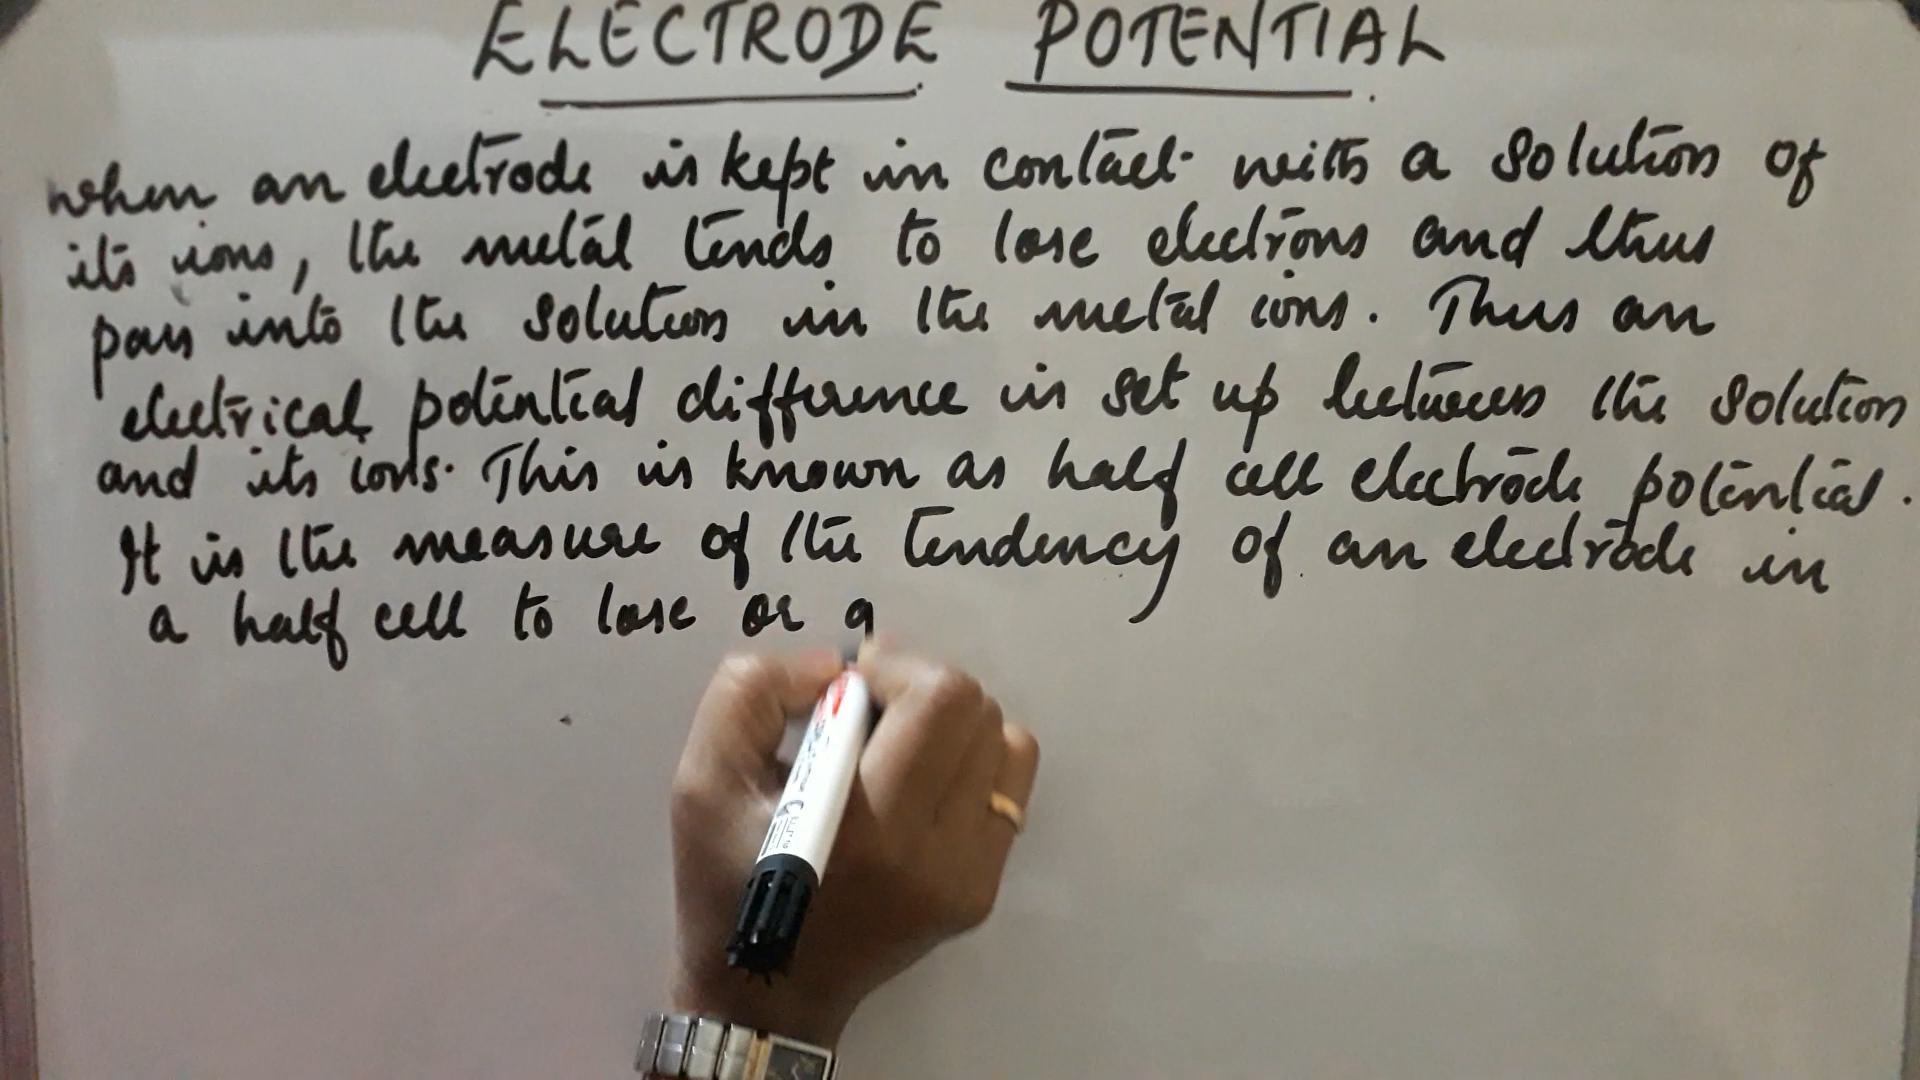 ELECTRODE POTENTIAL
When an electrode is kept in contact with a solution of
its ions, the metal tends to lose electrons and thus
pass into the solution in the metal ions. Thus an
electrical potential difference is set up between the solution
and its ions. This is known as half cell electrode potential.
It is the measure of the tendency of an electrode in
a half cell to lose or g